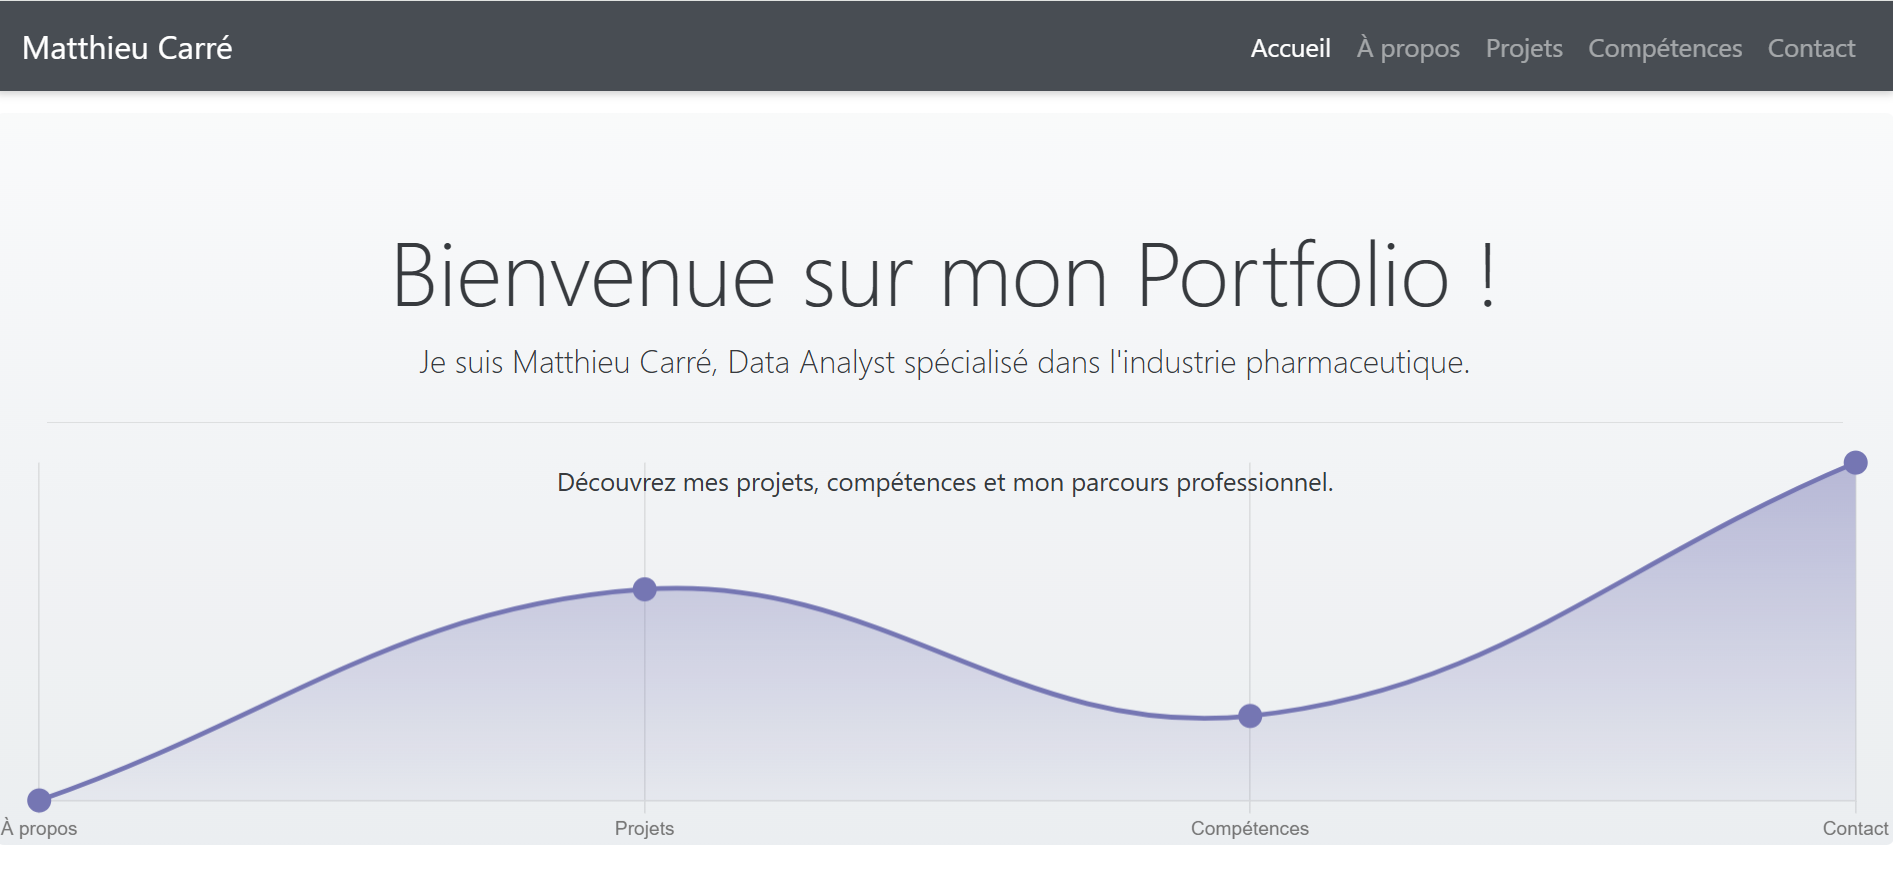 Matthieu Carré
Accueil À propos Projets Compétences Contact
Bienvenue sur mon Portfolio !
Je suis Matthieu Carré, Data Analyst spécialisé dans l'industrie pharmaceutique.
Découvrez mes projets, compétences et mon parcours professionnel.
À propos Projets Compétences Contact